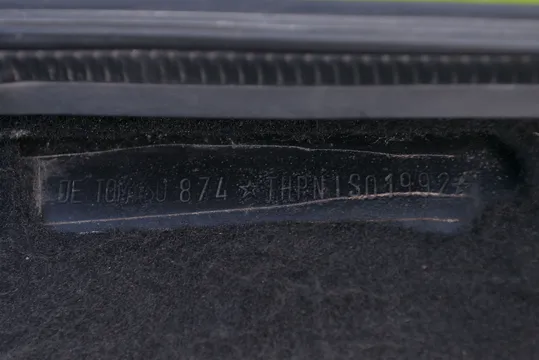 DE TOMASO 874 ☆ THPNLS01992☆